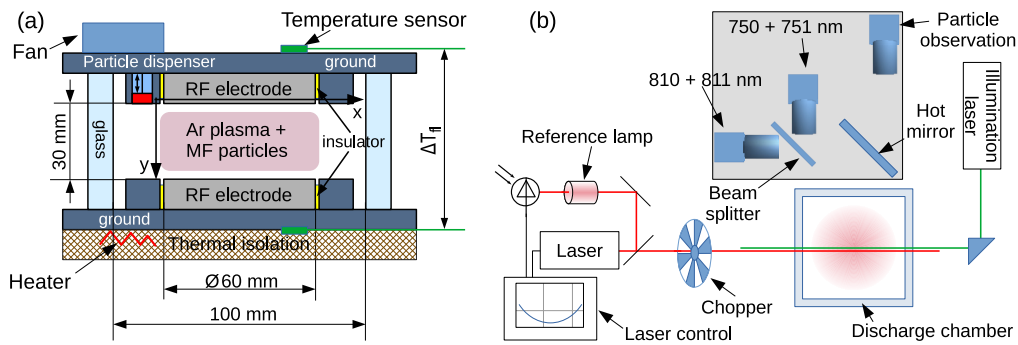 (a)
Fan
Temperature sensor
Particle dispenser
ground
RF electrode
x
glass
30 mm
Ar plasma +
MF particles
insulator
ΔTfl
y
RF electrode
ground
Thermal isolation
Heater
Ø60 mm
100 mm
(b)
750 + 751 nm
Particle
observation
810 + 811 nm
Illumination
laser
Hot
mirror
Reference lamp
Beam
splitter
Laser
Chopper
Laser control
Discharge chamber